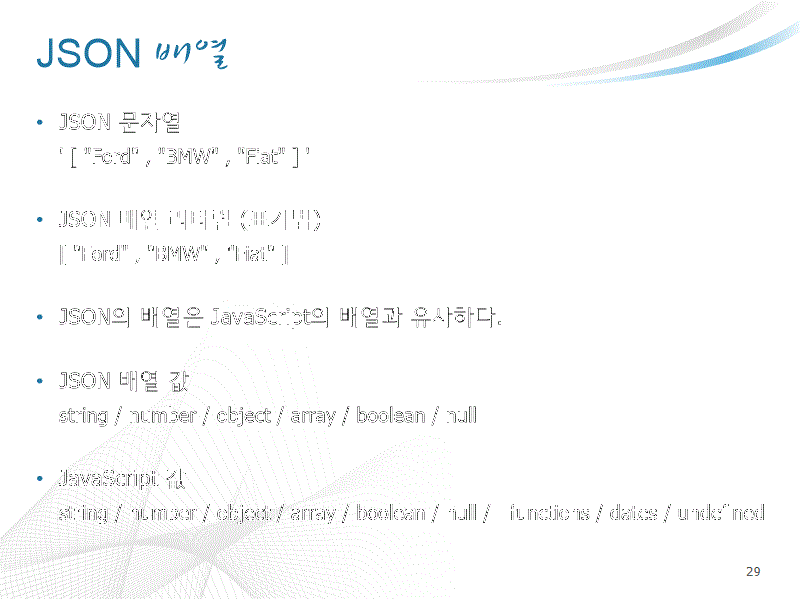 JSON 배열
• JSON 문자열
' [ "Ford" , "BMW" , "Fiat" ] '
• JSON 배열 리터럴 (표기법)
[ "Ford" , "BMW" , "Fiat" ]
• JSON의 배열은 JavaScript의 배열과 유사하다.
• JSON 배열 값
string / number / object / array / boolean / null
• JavaScript 값
string / number / object / array / boolean / null / functions / dates / undefined
29